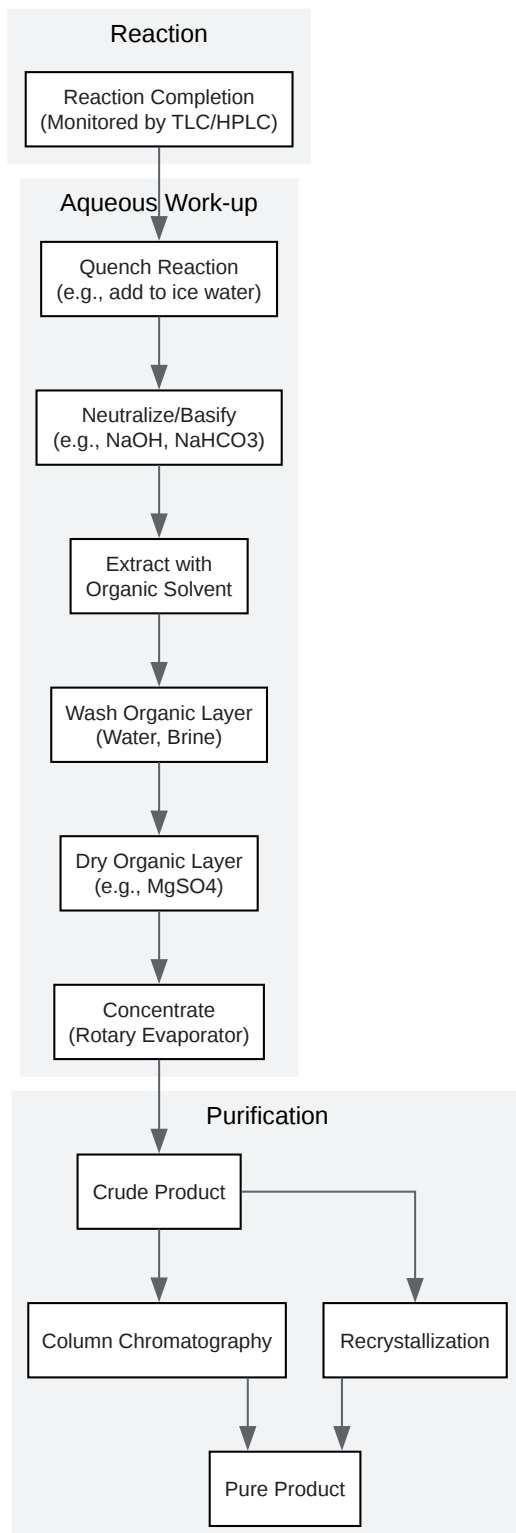 Reaction
Reaction Completion
(Monitored by TLC/HPLC)
Aqueous Work-up
Quench Reaction
(e.g., add to ice water)
Neutralize/Basify
(e.g., NaOH, NaHCO3)
Extract with
Organic Solvent
Wash Organic Layer
(Water, Brine)
Dry Organic Layer
(e.g., MgSO4)
Concentrate
(Rotary Evaporator)
Purification
Crude Product
Column Chromatography
Recrystallization
Pure Product